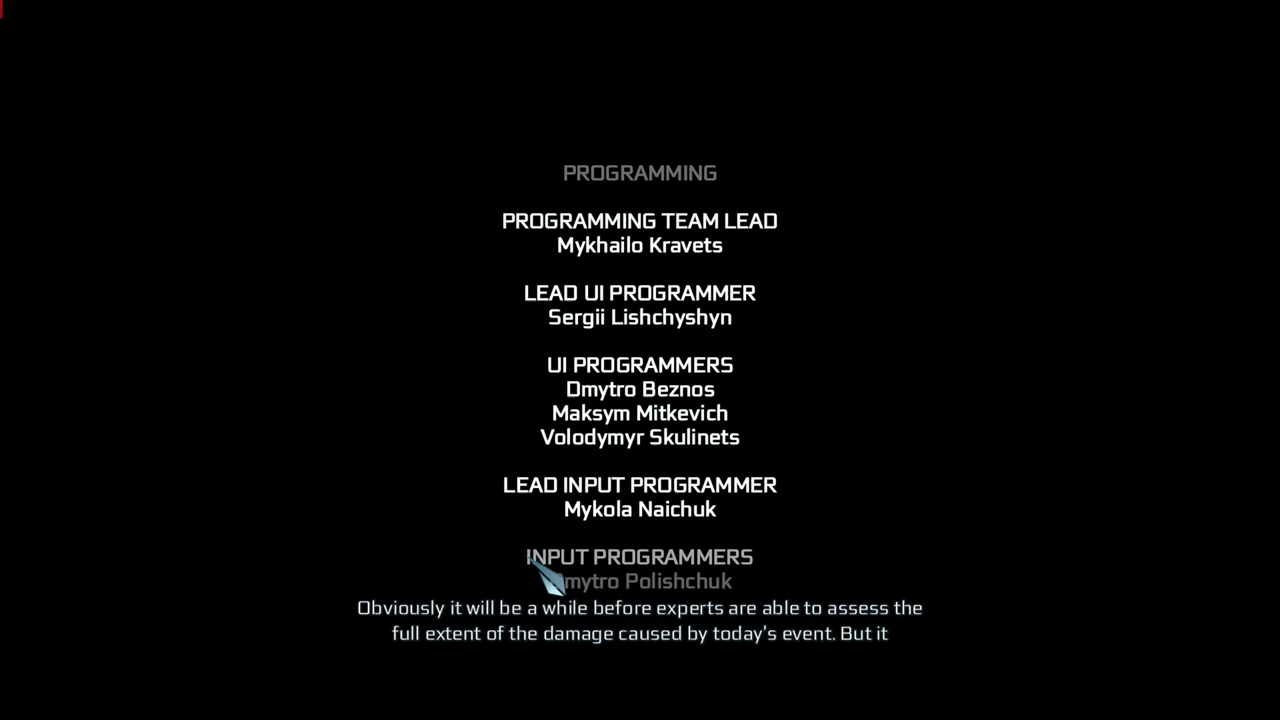 PROGRAMMING
PROGRAMMING TEAM LEAD
Mykhailo Kravets
LEAD UI PROGRAMMER
Sergii Lishchyshyn
UI PROGRAMMERS
Dmytro Beznos
Maksym Mitkevich
Volodymyr Skulinets
LEAD INPUT PROGRAMMER
Mykola Naichuk
INPUT PROGRAMMERS
Dmytro Polishchuk
Obviously it will be a while before experts are able to assess the
full extent of the damage caused by today's event. But it